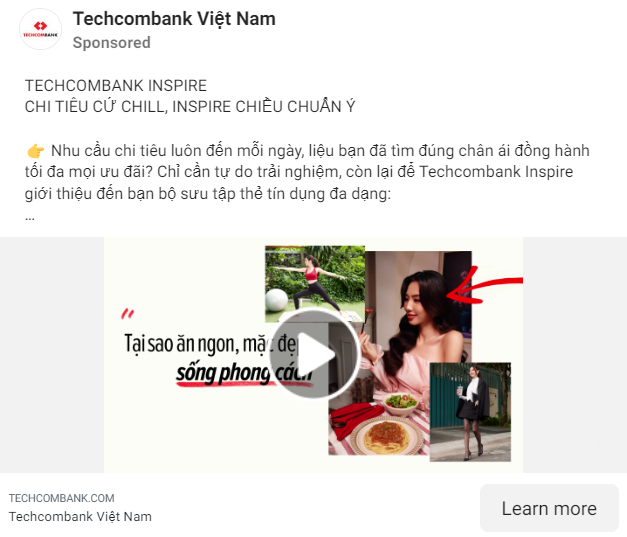 Techcombank Việt Nam
TECHCOMBANK
Sponsored
TECHCOMBANK INSPIRE
CHI TIÊU CỨ CHILL, INSPIRE CHIỀU CHUẨN Ý
👉 Nhu cầu chi tiêu luôn đến mỗi ngày, liệu bạn đã tìm đúng chân ái đồng hành
tối đa mọi ưu đãi? Chỉ cần tự do trải nghiệm, còn lại để Techcombank Inspire
giới thiệu đến bạn bộ sưu tập thẻ tín dụng đa dạng:
...
"
Tại sao ăn ngon, mặc đẹp
sống phong cách
TECHCOMBANK.COM
Techcombank Việt Nam
Learn more